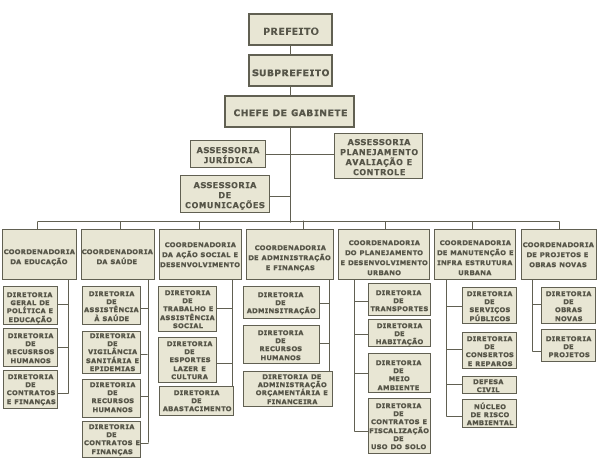 PREFEITO
SUBPREFEITO
CHEFE DE GABINETE
ASSESSORIA
JURÍDICA
ASSESSORIA
PLANEJAMENTO
AVALIAÇÃO E
CONTROLE
ASSESSORIA
DE
COMUNICAÇÕES
COORDENADORIA
DA EDUCAÇÃO
COORDENADORIA
DA SAÚDE
COORDENADORIA
DA AÇÃO SOCIAL E
DESENVOLVIMENTO
COORDENADORIA
DE ADMINISTRAÇÃO
E FINANÇAS
COORDENADORIA
DO PLANEJAMENTO
E DESENVOLVIMENTO
URBANO
COORDENADORIA
DE MANUTENÇÃO E
INFRA ESTRUTURA
URBANA
COORDENADORIA
DE PROJETOS E
OBRAS NOVAS
DIRETORIA
GERAL DE
POLÍTICA E
EDUCAÇÃO
DIRETORIA
DE
RECUSRSOS
HUMANOS
DIRETORIA
DE
CONTRATOS
E FINANÇAS
DIRETORIA
DE
ASSISTÊNCIA
À SAÚDE
DIRETORIA
DE
VIGILÂNCIA
SANITÁRIA E
EPIDEMIAS
DIRETORIA
DE
RECURSOS
HUMANOS
DIRETORIA
DE
CONTRATOS E
FINANÇAS
DIRETORIA
DE
TRABALHO E
ASSISTÊNCIA
SOCIAL
DIRETORIA
DE
ESPORTES
LAZER E
CULTURA
DIRETORIA
DE
ABASTACIMENTO
DIRETORIA
DE
ADMINSITRAÇÃO
DIRETORIA
DE
RECURSOS
HUMANOS
DIRETORIA DE
ADMINISTRAÇÃO
ORÇAMENTÁRIA E
FINANCEIRA
DIRETORIA
DE
TRANSPORTES
DIRETORIA
DE
HABITAÇÃO
DIRETORIA
DE
MEIO
AMBIENTE
DIRETORIA
DE
CONTRATOS E
FISCALIZAÇÃO
DE
USO DO SOLO
DIRETORIA
DE
SERVIÇOS
PÚBLICOS
DIRETORIA
DE
CONSERTOS
E REPAROS
DEFESA
CIVIL
NÚCLEO
DE RISCO
AMBIENTAL
DIRETORIA
DE
OBRAS
NOVAS
DIRETORIA
DE
PROJETOS